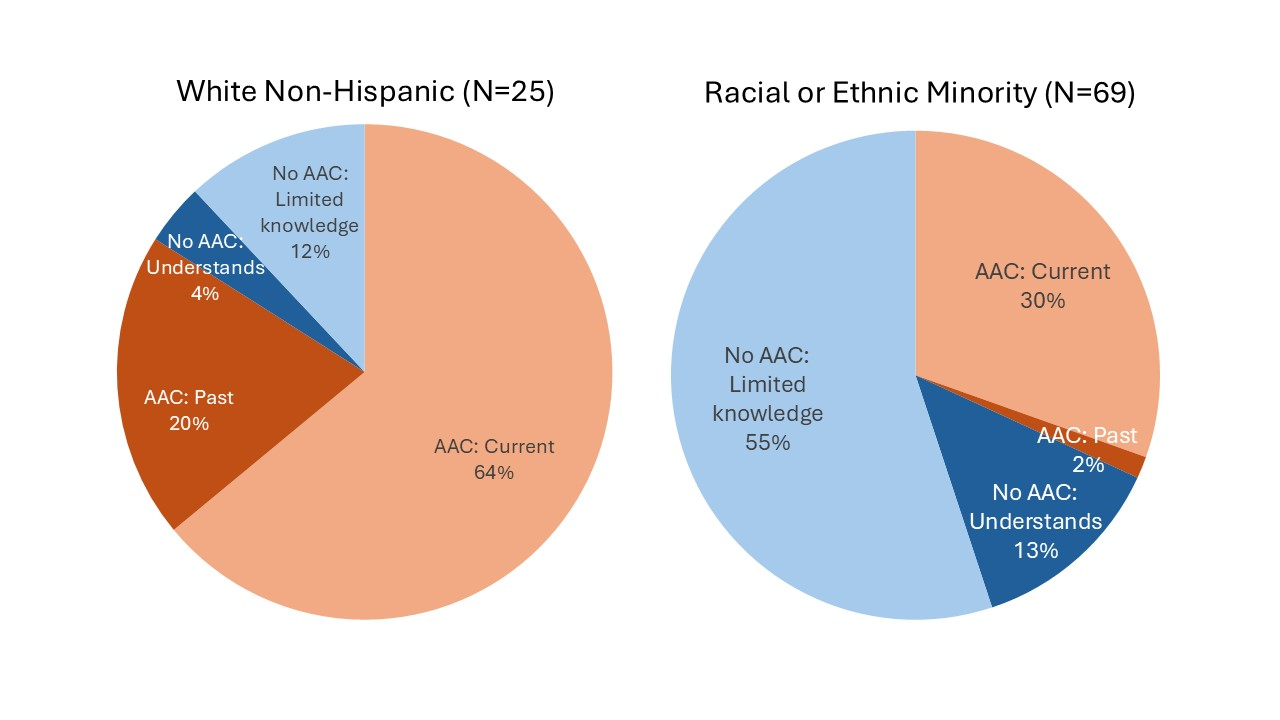 White Non-Hispanic (N=25)
No AAC:
Limited
knowledge
12%
No AAC:
Understands
4%
AAC: Past
20%
AAC: Current
64%
Racial or Ethnic Minority (N=69)
AAC: Current
30%
No AAC:
Limited
knowledge
55%
AAC: Past
2%
No AAC:
Understands
13%